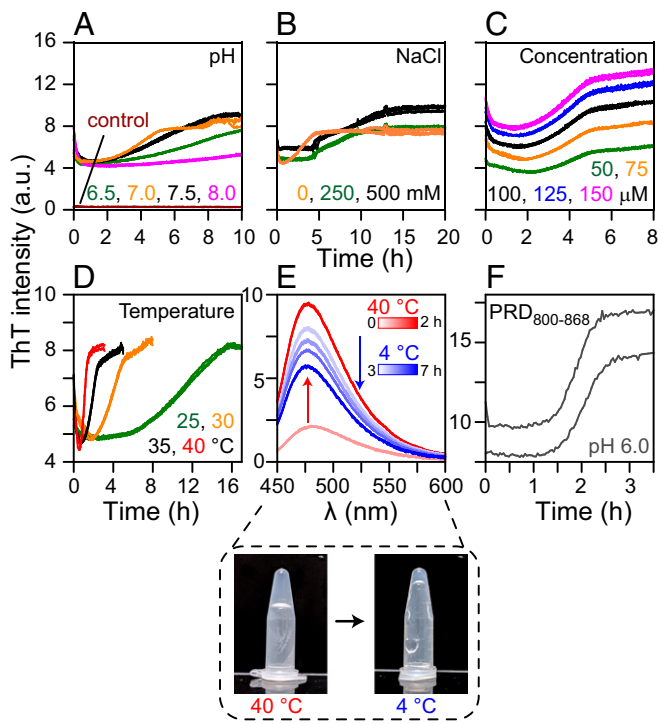 A
B
C
pH
NaCl
Concentration
16
12
8
4
0
control
6.5, 7.0, 7.5, 8.0
0, 250, 500 mM
50, 75
100, 125, 150 μM
0 2 4 6 8 10
0 5 10 15 20
0 2 4 6 8
Time (h)
ThT intensity (a.u.)
D
E
F
Temperature
10
8
6
4
25, 30
35, 40 °C
0 4 8 12 16
Time (h)
10
5
0
40 °C
0 2 h
4 °C
3 7 h
450 500 550 600
λ (nm)
PRD800-868
15
10
pH 6.0
0 1 2 3
Time (h)
40 °C
4 °C